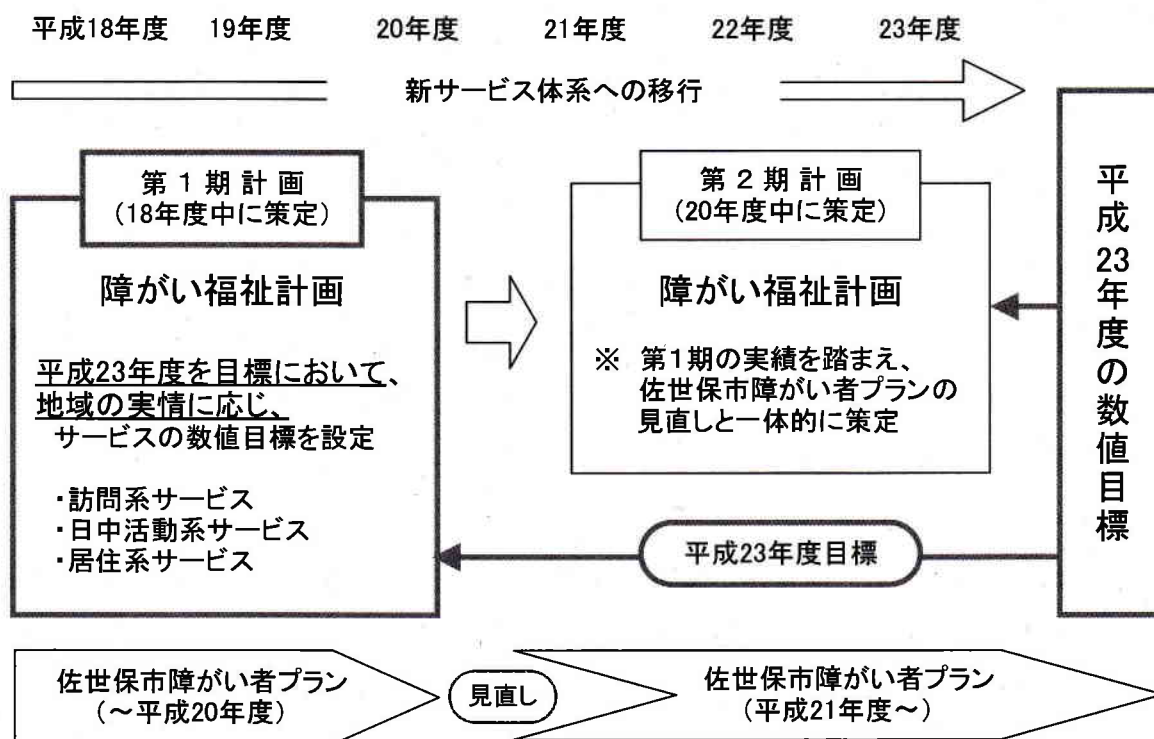 平成18年度 19年度 20年度 21年度 22年度 23年度
新サービス体系への移行
第1期計画
(18年度中に策定)
障がい福祉計画
平成23年度を目標において、
地域の実情に応じ、
サービスの数値目標を設定
・訪問系サービス
・日中活動系サービス
・居住系サービス
第2期計画
(20年度中に策定)
障がい福祉計画
※ 第1期の実績を踏まえ、
佐世保市障がい者プランの
見直しと一体的に策定
平成23年度目標
平成23年度の数値目標
佐世保市障がい者プラン
(～平成20年度)
見直し
佐世保市障がい者プラン
(平成21年度～)